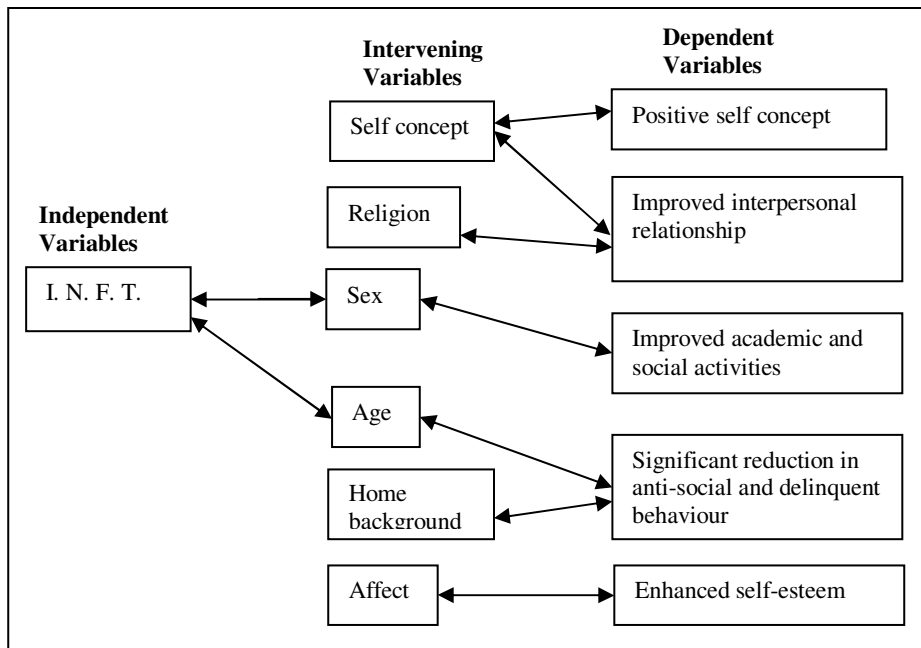 Independent
Variables
I. N. F. T.
Intervening
Variables
Self concept
Religion
Sex
Age
Home
background
Affect
Dependent
Variables
Positive self concept
Improved interpersonal
relationship
Improved academic and
social activities
Significant reduction in
anti-social and delinquent
behaviour
Enhanced self-esteem